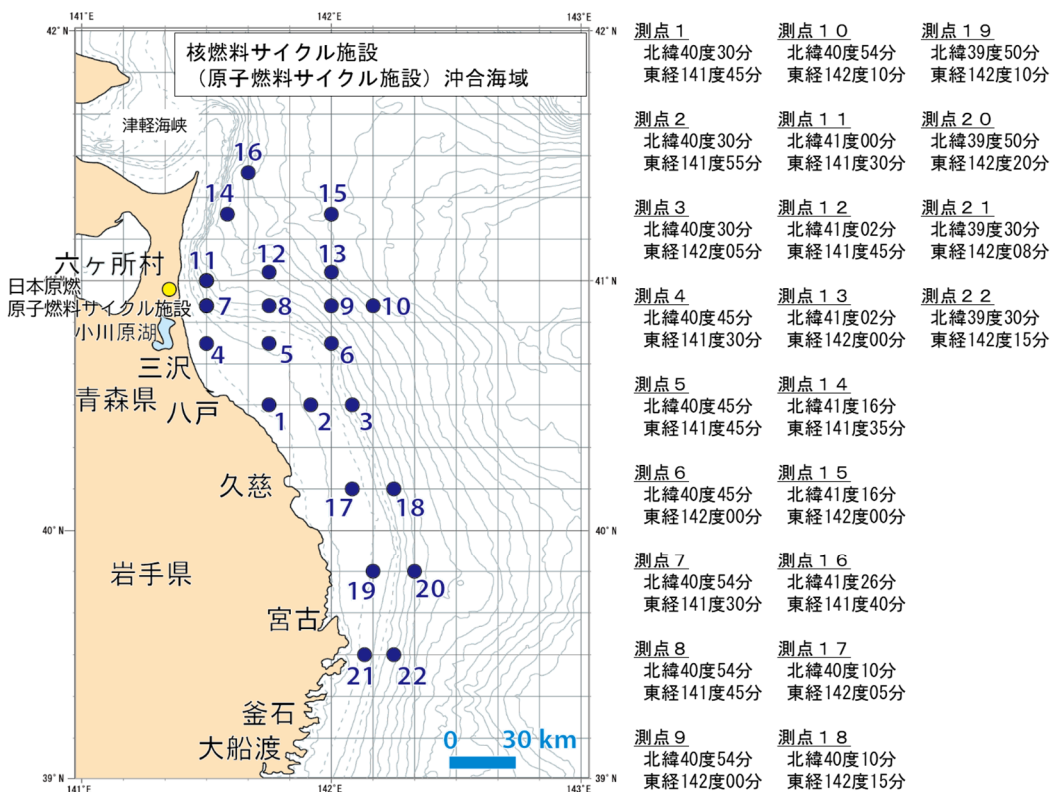 141°E
142°E
143°E
42°N
42°N
核燃料サイクル施設
(原子燃料サイクル施設)沖合海域
津軽海峡
16
14
15
六ヶ所村
11
12
13
41°N
日本原燃
原子燃料サイクル施設
7
8
9
10
小川原湖
4
5
6
三沢
青森県
八戸
1
2
3
久慈
17
18
40°N
40°N
岩手県
19
20
宮古
21
22
釜石
大船渡
0
30 km
39°N
39°N
141°E
142°E
143°E
測点1
北緯40度30分
東経141度45分
測点2
北緯40度30分
東経141度55分
測点3
北緯40度30分
東経142度05分
測点4
北緯40度45分
東経141度30分
測点5
北緯40度45分
東経141度45分
測点6
北緯40度45分
東経142度00分
測点7
北緯40度54分
東経141度30分
測点8
北緯40度54分
東経141度45分
測点9
北緯40度54分
東経142度00分
測点10
北緯40度54分
東経142度10分
測点11
北緯41度00分
東経141度30分
測点12
北緯41度02分
東経141度45分
測点13
北緯41度02分
東経142度00分
測点14
北緯41度16分
東経141度35分
測点15
北緯41度16分
東経142度00分
測点16
北緯41度26分
東経141度40分
測点17
北緯40度10分
東経142度05分
測点18
北緯40度10分
東経142度15分
測点19
北緯39度50分
東経142度10分
測点20
北緯39度50分
東経142度20分
測点21
北緯39度30分
東経142度08分
測点22
北緯39度30分
東経142度15分